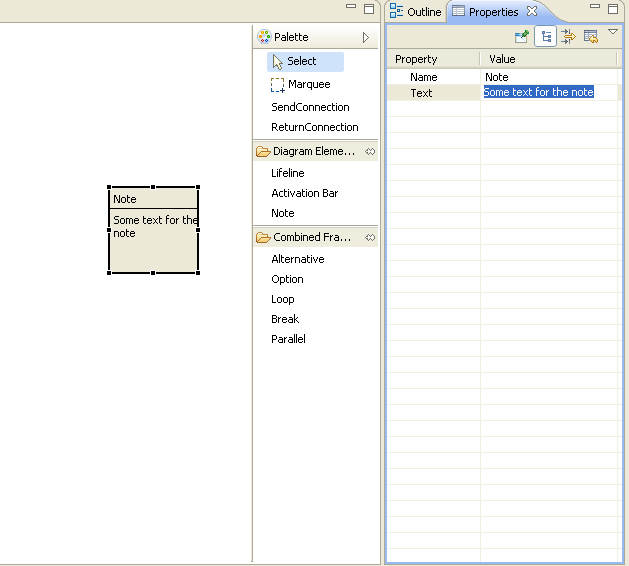 Note
Some text for the
note
Palette
Select
Marquee
SendConnection
ReturnConnection
Diagram Eleme...
Lifeline
Activation Bar
Note
Combined Fra...
Alternative
Option
Loop
Break
Parallel
Outline Properties
Property Value
Name Note
Text Some text for the note